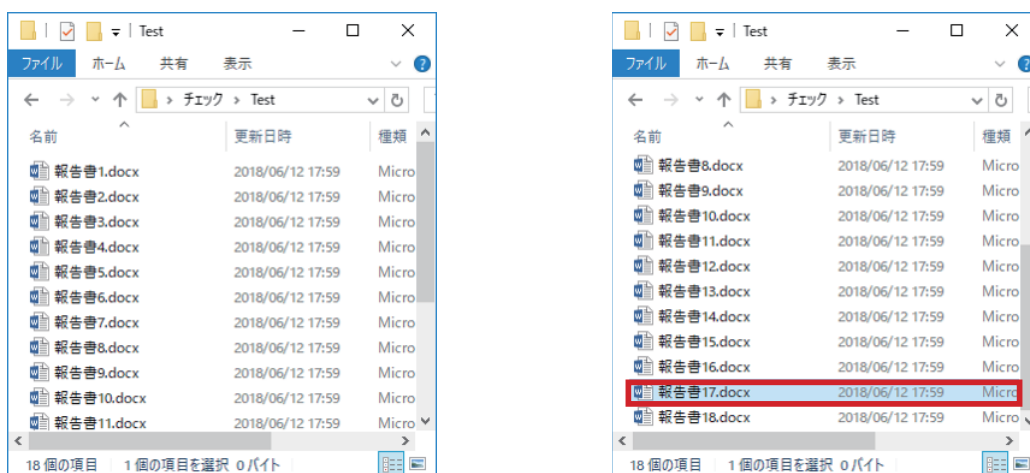 Test
ファイル ホーム 共有 表示
チェック > Test
名前 更新日時 種類
報告書1.docx 2018/06/12 17:59 Micro
報告書2.docx 2018/06/12 17:59 Micro
報告書3.docx 2018/06/12 17:59 Micro
報告書4.docx 2018/06/12 17:59 Micro
報告書5.docx 2018/06/12 17:59 Micro
報告書6.docx 2018/06/12 17:59 Micro
報告書7.docx 2018/06/12 17:59 Micro
報告書8.docx 2018/06/12 17:59 Micro
報告書9.docx 2018/06/12 17:59 Micro
報告書10.docx 2018/06/12 17:59 Micro
報告書11.docx 2018/06/12 17:59 Micro
18 個の項目 1 個の項目を選択 0 バイト
Test
ファイル ホーム 共有 表示
チェック > Test
名前 更新日時 種類
報告書8.docx 2018/06/12 17:59 Micro
報告書9.docx 2018/06/12 17:59 Micro
報告書10.docx 2018/06/12 17:59 Micro
報告書11.docx 2018/06/12 17:59 Micro
報告書12.docx 2018/06/12 17:59 Micro
報告書13.docx 2018/06/12 17:59 Micro
報告書14.docx 2018/06/12 17:59 Micro
報告書15.docx 2018/06/12 17:59 Micro
報告書16.docx 2018/06/12 17:59 Micro
報告書17.docx 2018/06/12 17:59 Micro
報告書18.docx 2018/06/12 17:59 Micro
18 個の項目 1 個の項目を選択 0 バイト